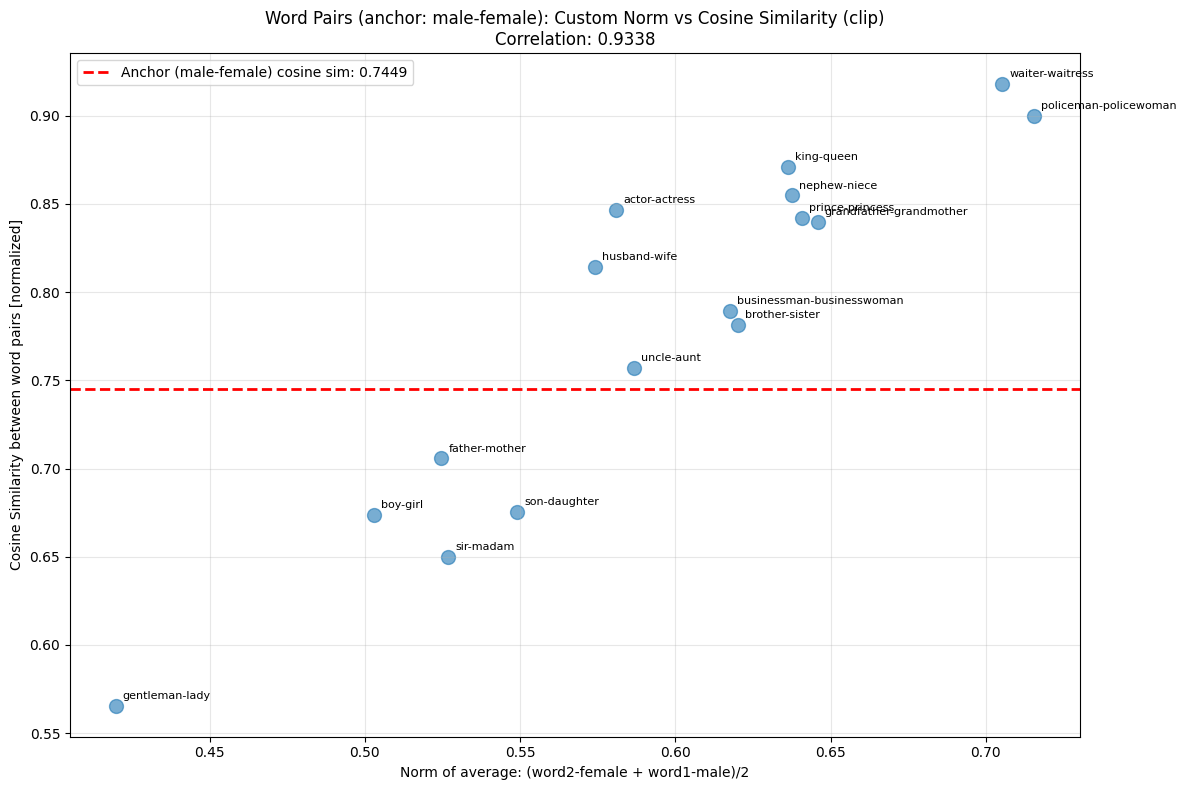 Word Pairs (anchor: male-female): Custom Norm vs Cosine Similarity (clip)
Correlation: 0.9338
Anchor (male-female) cosine sim: 0.7449
waiter-waitress
policeman-policewoman
king-queen
nephew-niece
actor-actress
prince-princess
grandfather-grandmother
husband-wife
businessman-businesswoman
brother-sister
uncle-aunt
father-mother
boy-girl
son-daughter
sir-madam
gentleman-lady
Cosine Similarity between word pairs [normalized]
0.90
0.85
0.80
0.75
0.70
0.65
0.60
0.55
0.45
0.50
0.55
0.60
0.65
0.70
Norm of average: (word2-female + word1-male)/2